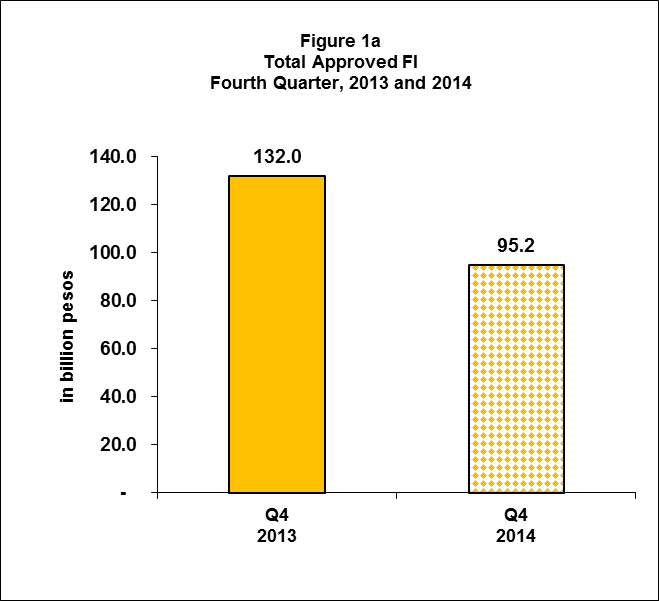 Figure 1a
Total Approved FI
Fourth Quarter, 2013 and 2014
in billion pesos
140.0
120.0
100.0
80.0
60.0
40.0
20.0
-
132.0
95.2
Q4
2013
Q4
2014